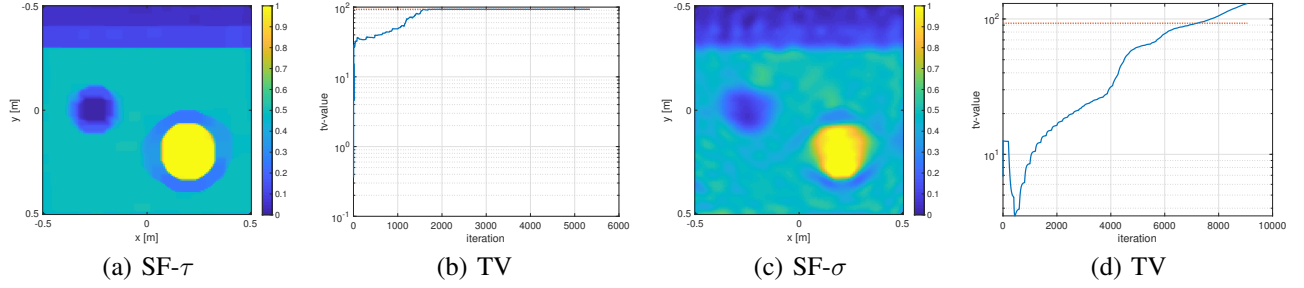 -0.5
0
0.5
y [m]
-0.5
0
0.5
x [m]
1
0.9
0.8
0.7
0.6
0.5
0.4
0.3
0.2
0.1
0
10^2
10^1
10^0
10^-1
tv-value
0 1000 2000 3000 4000 5000 6000
iteration
-0.5
0
0.5
y [m]
-0.5
0
0.5
x [m]
1
0.9
0.8
0.7
0.6
0.5
0.4
0.3
0.2
0.1
0
10^2
10^1
tv-value
0 2000 4000 6000 8000 10000
iteration
(a) SF-τ
(b) TV
(c) SF-σ
(d) TV